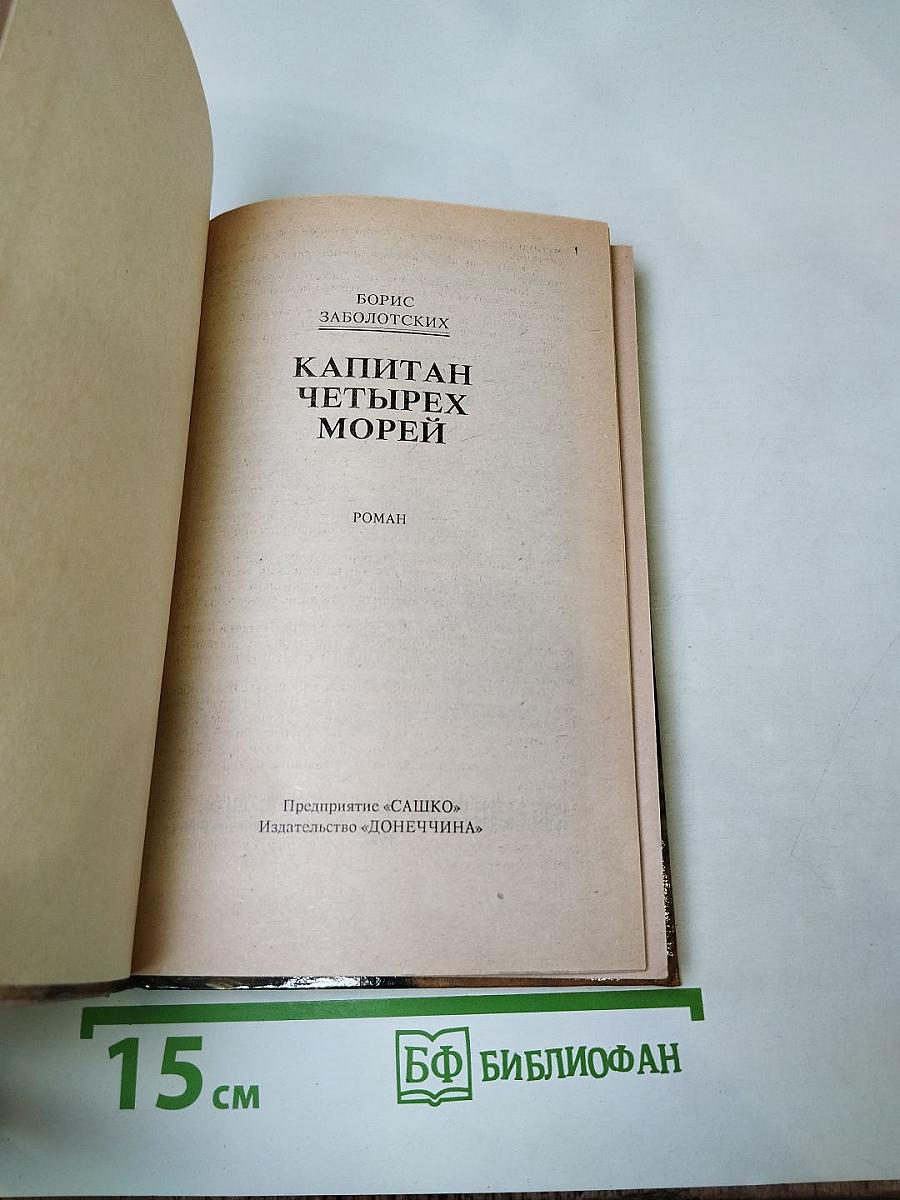 БОРИС
ЗАБОЛОТСКИХ
КАПИТАН
ЧЕТЫРЕХ
МОРЕЙ
РОМАН
Предприятие «САШКО»
Издательство «ДОНЕЧЧИНА»
15 см
БФ БИБЛИОФАН